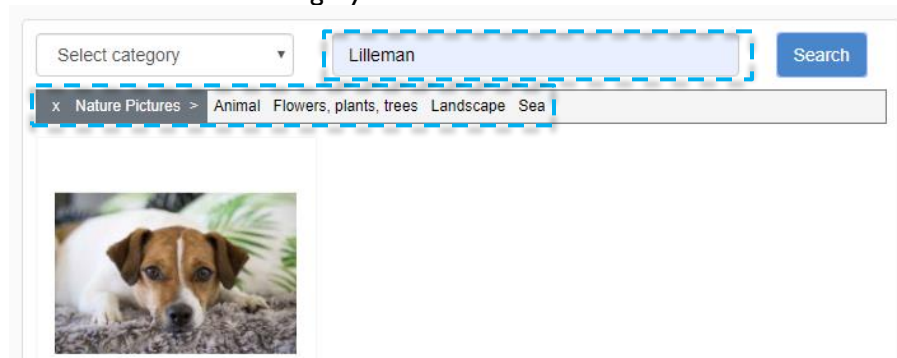 Select category ▾ Lilleman Search
x Nature Pictures > Animal Flowers, plants, trees Landscape Sea